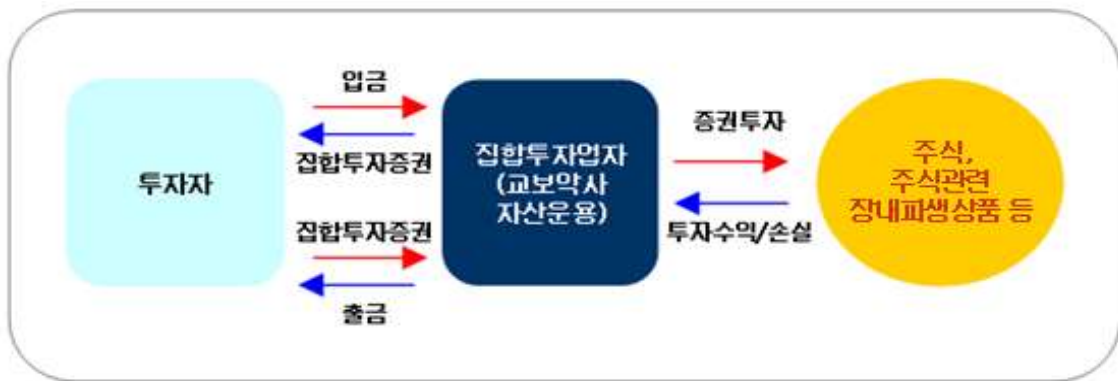 입금
집합투자증권
투자자
집합투자증권
출금
집합투자업자
(교보악사
자산운용)
증권투자
투자수익/손실
주식,
주식관련
장내파생상품 등